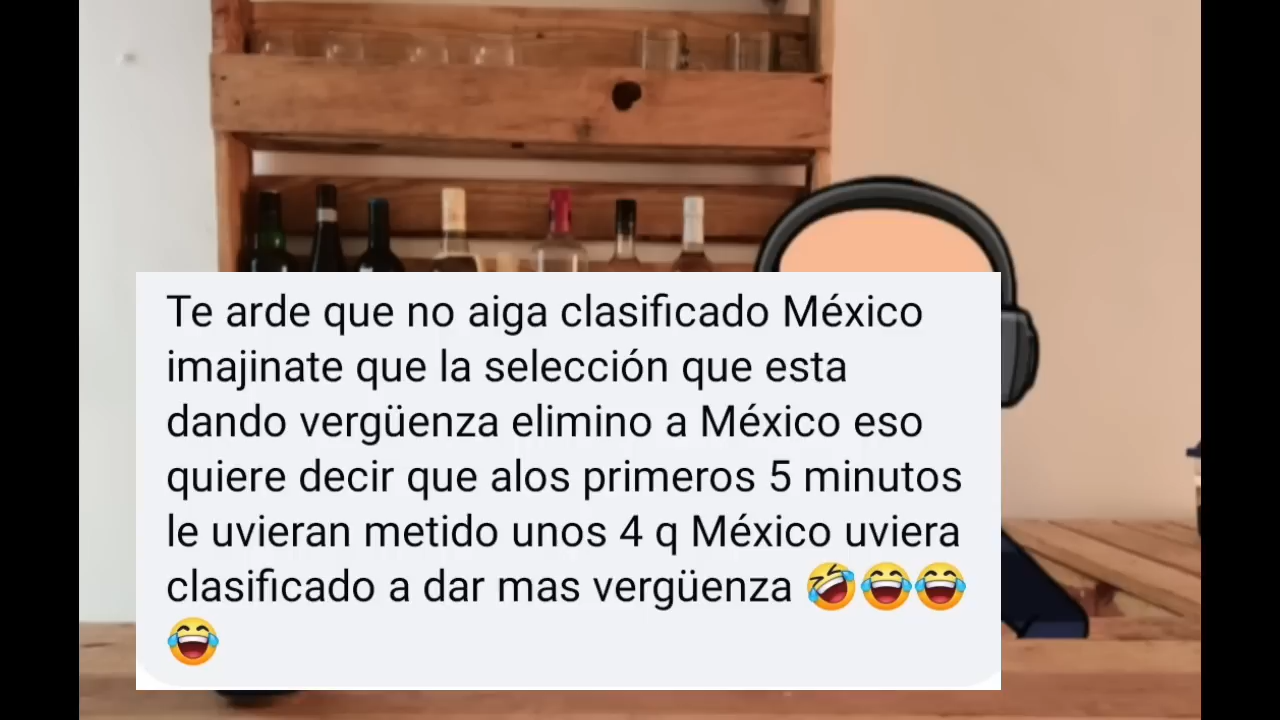 Te arde que no aiga clasificado México
imajinate que la selección que esta
dando vergüenza elimino a México eso
quiere decir que alos primeros 5 minutos
le uvieran metido unos 4 q México uviera
clasificado a dar mas vergüenza 🤣😂😂
😂